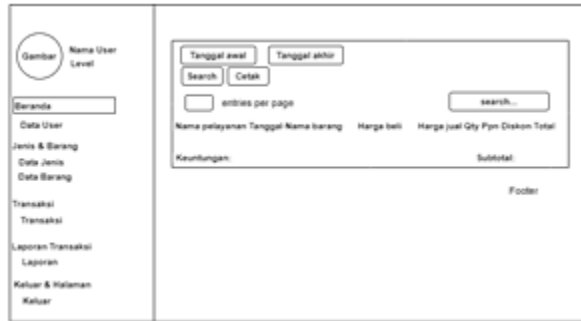 Gambar
Nama User
Level
Beranda
Data User
Jenis & Barang
Data Jenis
Data Barang
Transaksi
Transaksi
Laporan Transaksi
Laporan
Keluar & Halaman
Keluar
Tanggal awal
Tanggal akhir
Search
Cetak
entries per page
search...
Nama pelayanan Tanggal Nama barang Harga beli Harga jual Qty Ppn Diskon Total
Keuntungan:
Subtotal:
Footer